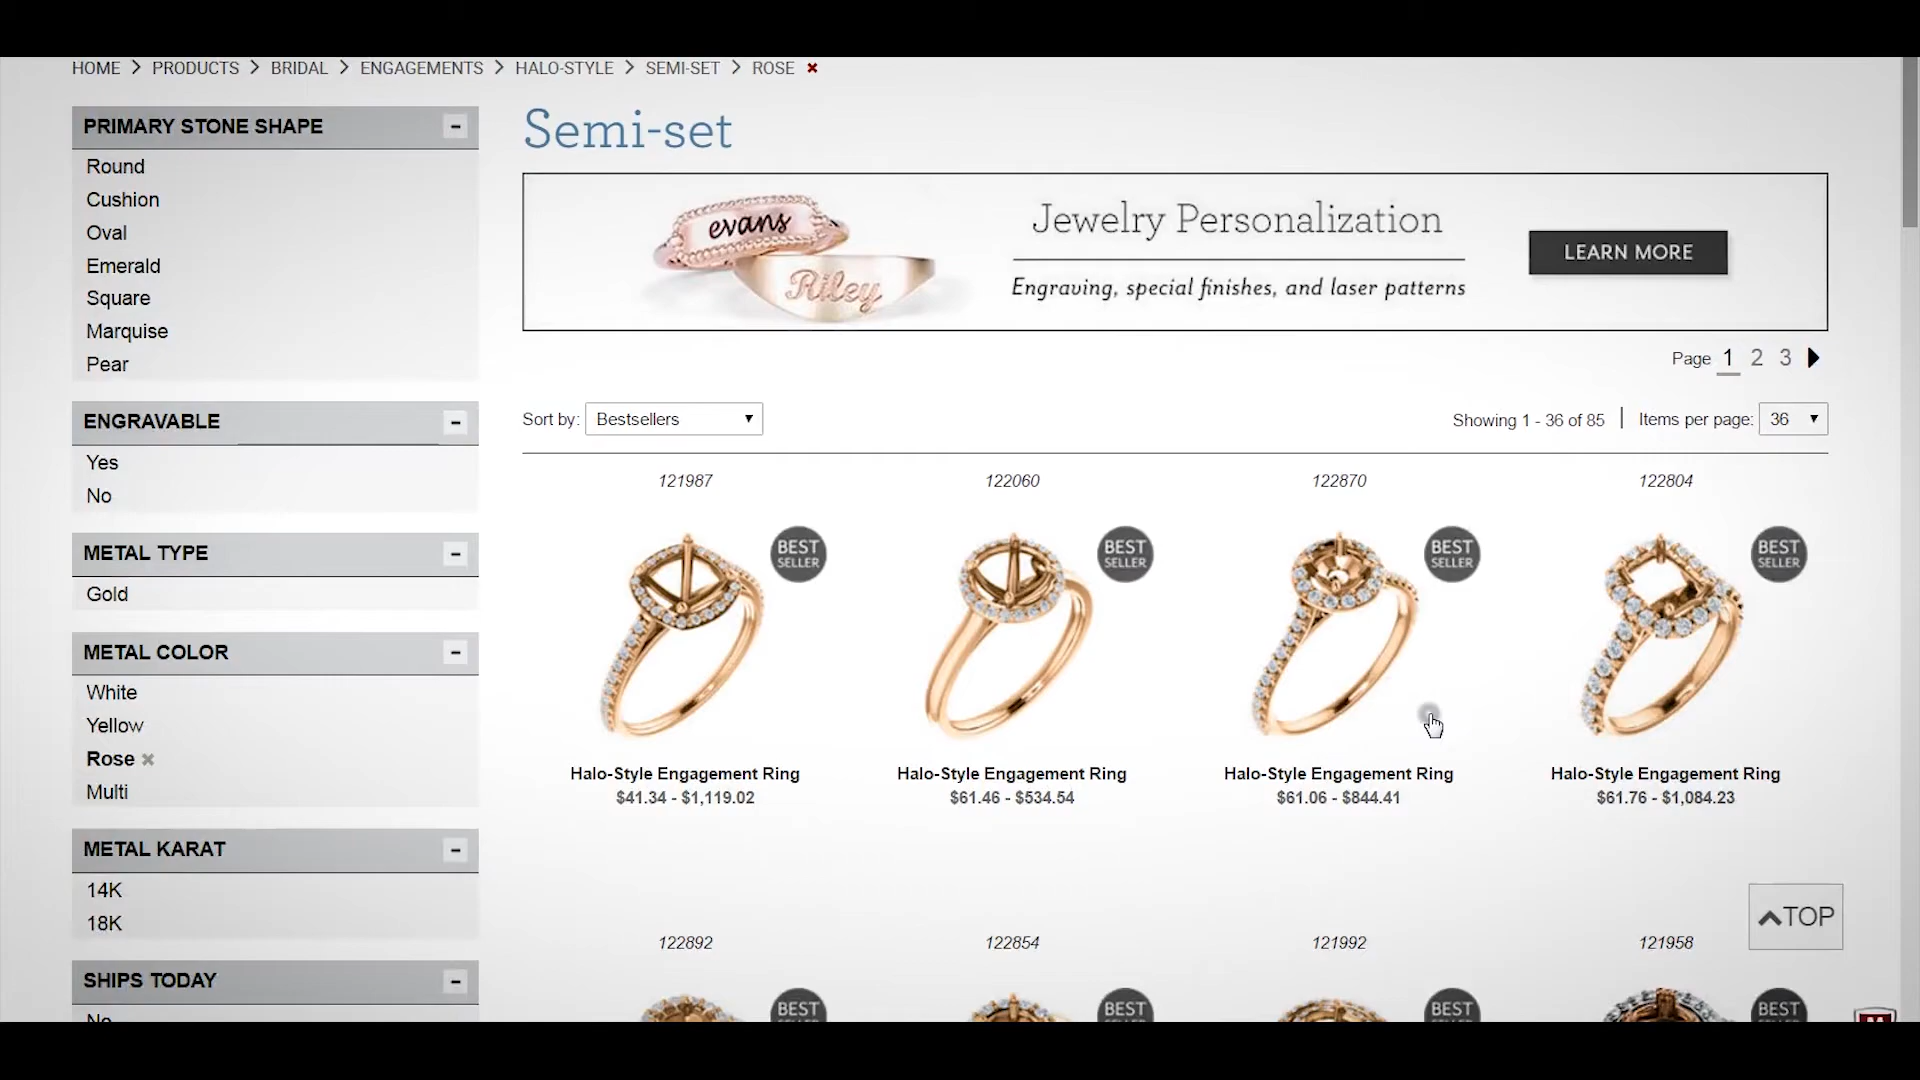 HOME > PRODUCTS > BRIDAL > ENGAGEMENTS > HALO-STYLE > SEMI-SET > ROSE ✖
PRIMARY STONE SHAPE
Round
Cushion
Oval
Emerald
Square
Marquise
Pear
ENGRAVABLE
Yes
No
METAL TYPE
Gold
METAL COLOR
White
Yellow
Rose ✖
Multi
METAL KARAT
14K
18K
SHIPS TODAY
No
Semi-set
evans
Riley
Jewelry Personalization
Engraving, special finishes, and laser patterns
LEARN MORE
Page 1 2 3
Sort by: Bestsellers
Showing 1 - 36 of 85 | Items per page: 36
121987 122060 122870 122804
BEST SELLER BEST SELLER BEST SELLER BEST SELLER
Halo-Style Engagement Ring Halo-Style Engagement Ring Halo-Style Engagement Ring Halo-Style Engagement Ring
$41.34 - $1,119.02 $61.46 - $534.54 $61.06 - $844.41 $61.76 - $1,084.23
TOP
122892 122854 121992 121958
BEST SELLER BEST SELLER BEST SELLER BEST SELLER